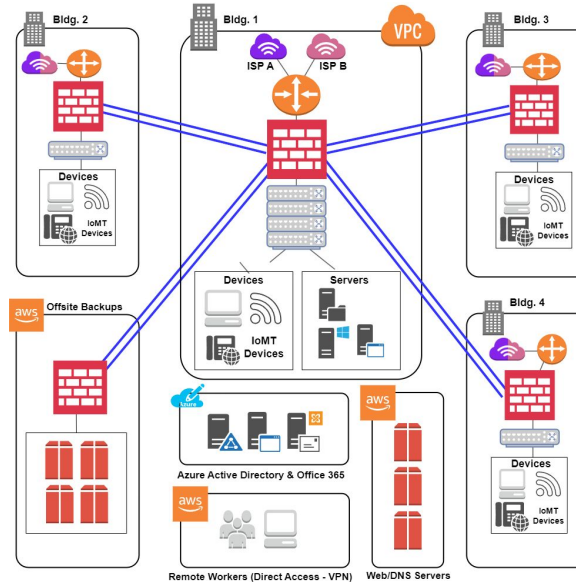 Bldg. 2
Bldg. 1
Bldg. 3
VPC
ISP A
ISP B
Devices
IoMT
Devices
Devices
IoMT
Devices
Devices
IoMT
Devices
Servers
aws
Offsite Backups
Bldg. 4
Azure
aws
Azure Active Directory & Office 365
Devices
IoMT
Devices
aws
Remote Workers (Direct Access - VPN)
Web/DNS Servers